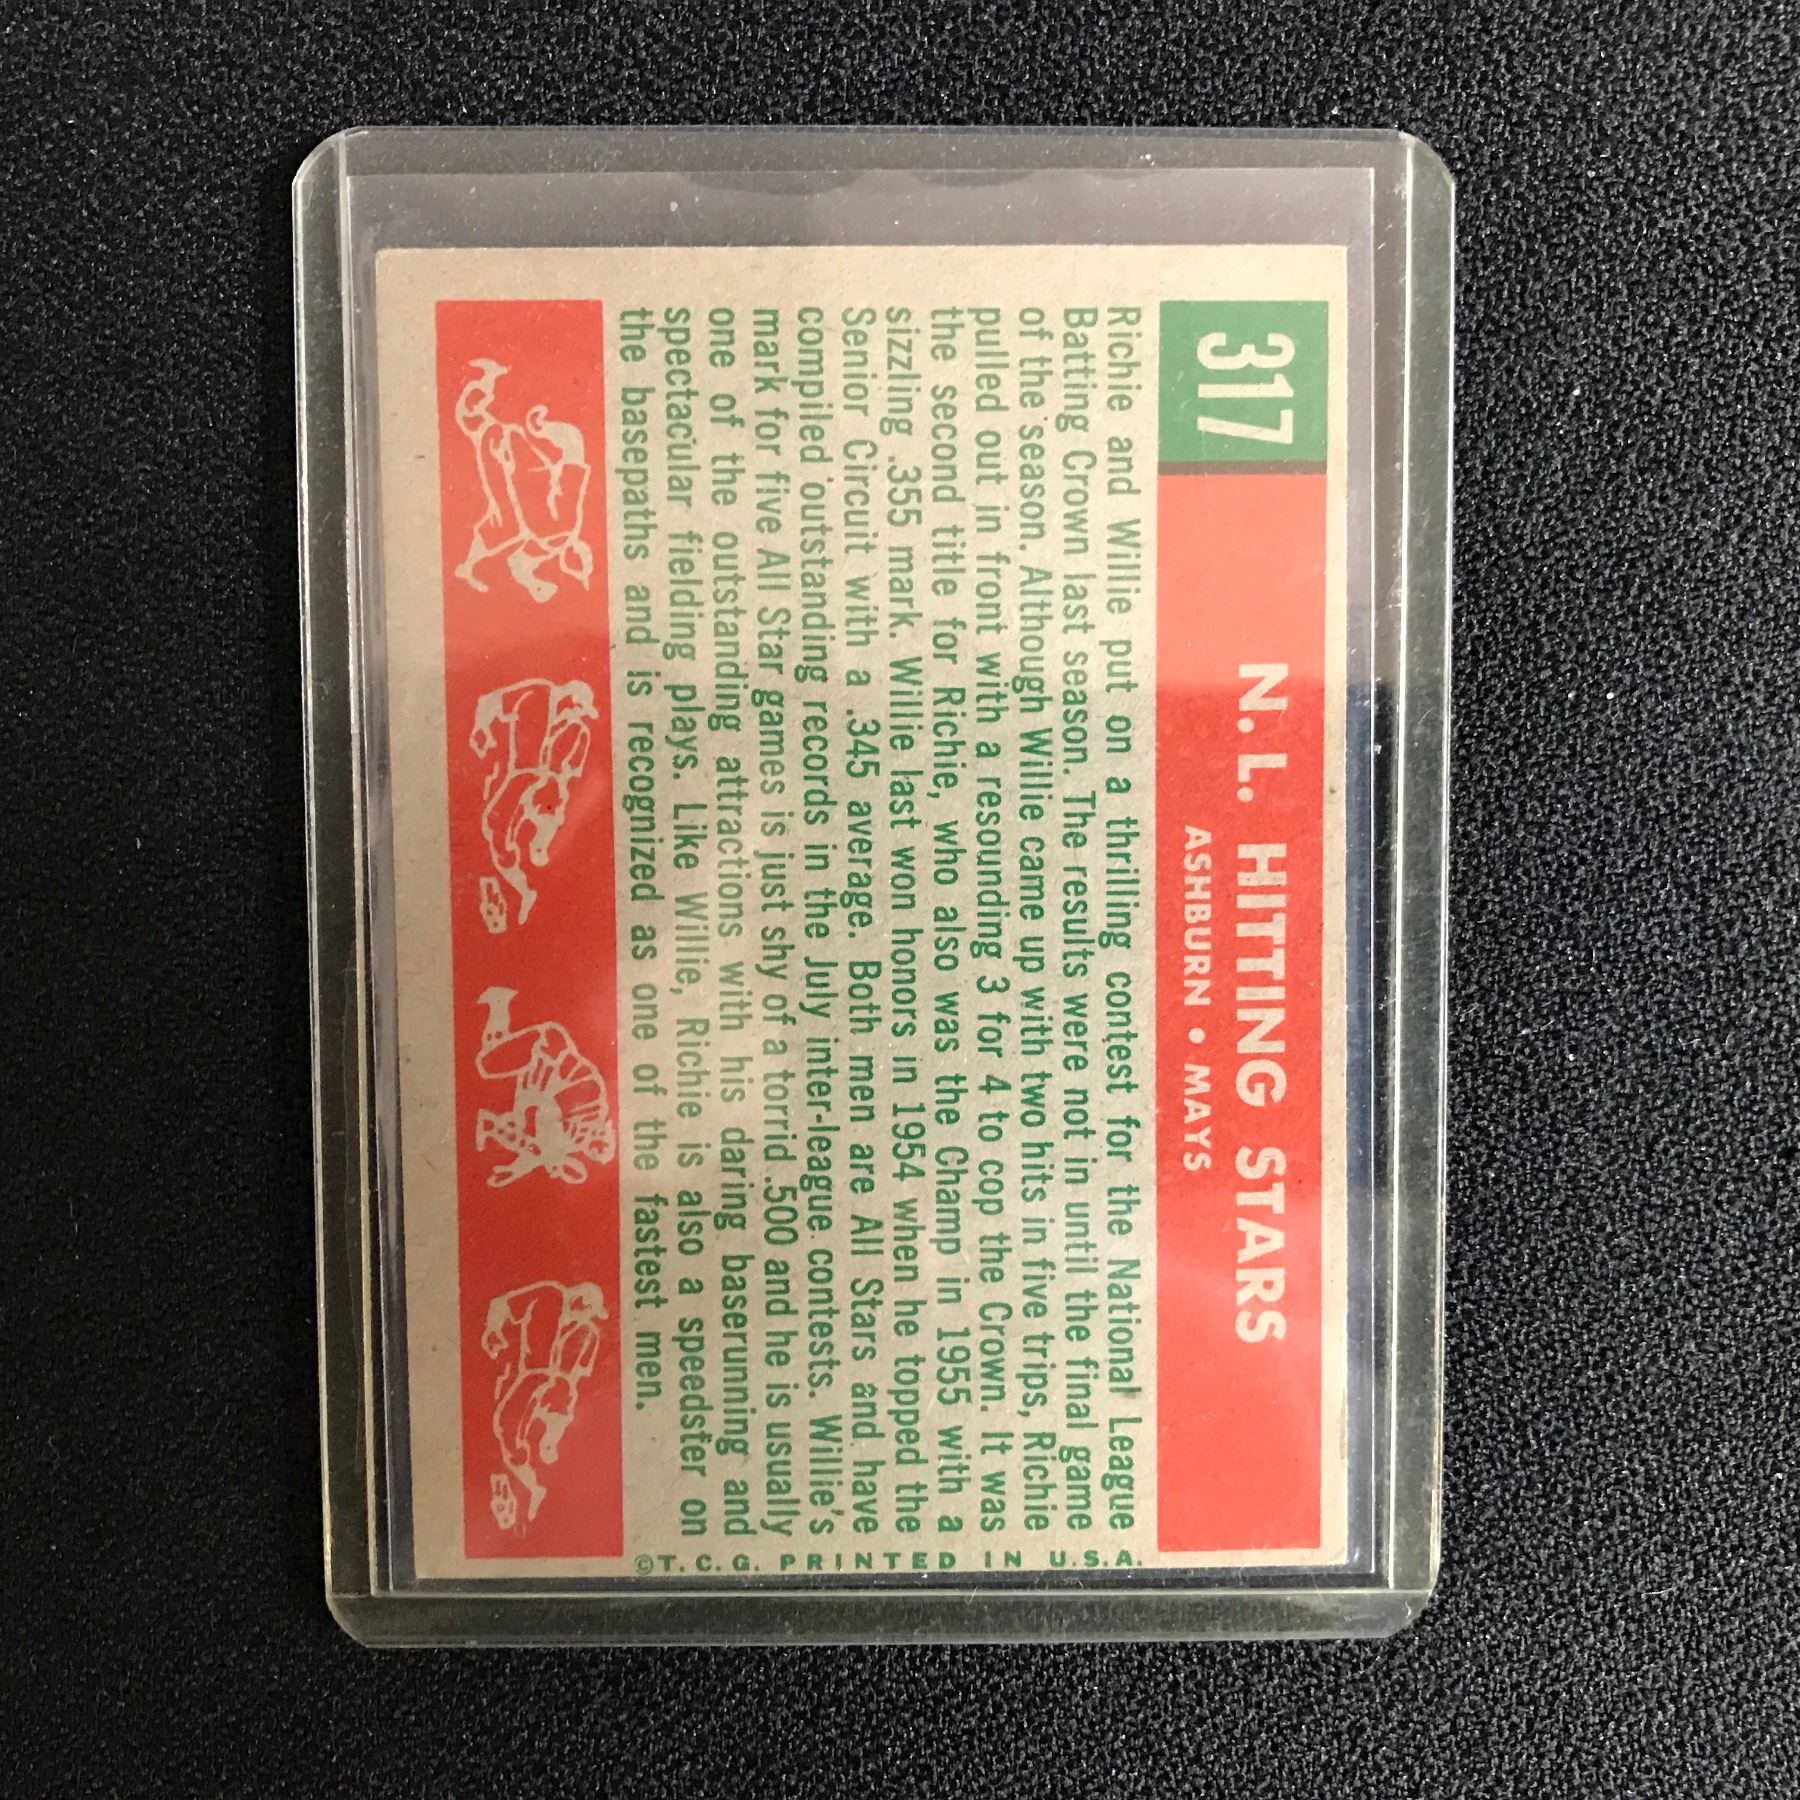 317
N. L. HITTING STARS
ASHBURN • MAYS
Richie and Willie put on a thrilling contest for the National League
Batting Crown last season. The results were not in until the final game
of the season. Although Willie came up with two hits in five trips, Richie
pulled out in front with a resounding 3 for 4 to cop the Crown. It was
the second title for Richie, who also was the Champ in 1955 with a
sizzling .355 mark. Willie last won honors in 1954 when he topped the
Senior Circuit with a .345 average. Both men are All Stars and have
compiled outstanding records in the July inter-league contests. Willie's
mark for five All Star games is just shy of a torrid .500 and he is usually
one of the outstanding attractions with his daring baserunning and
spectacular fielding plays. Like Willie, Richie is also a speedster on
the basepaths and is recognized as one of the fastest men.
©T. C. G. PRINTED IN U.S.A.